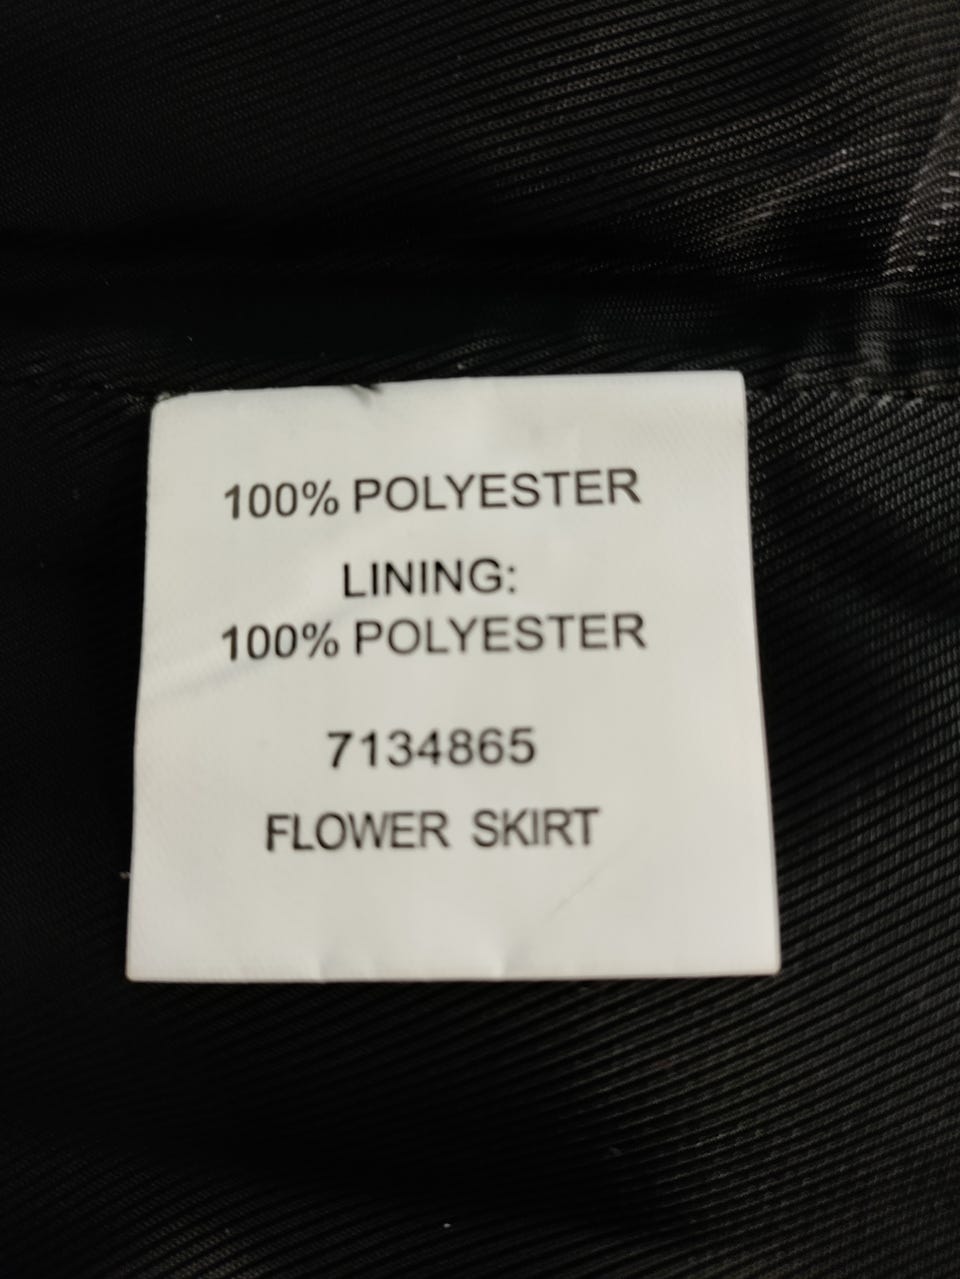 100% POLYESTER
LINING:
100% POLYESTER
7134865
FLOWER SKIRT